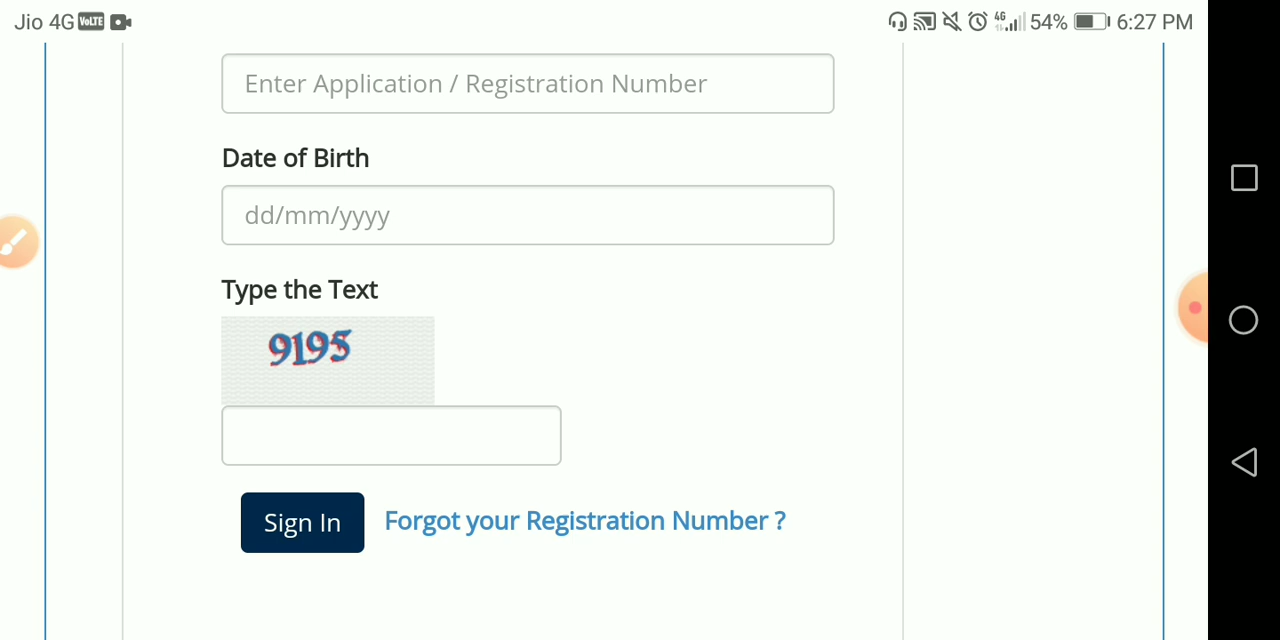 Jio 4G VoLTE 4G 54% 6:27 PM
Enter Application / Registration Number
Date of Birth
dd/mm/yyyy
Type the Text
9195
Sign In Forgot your Registration Number ?